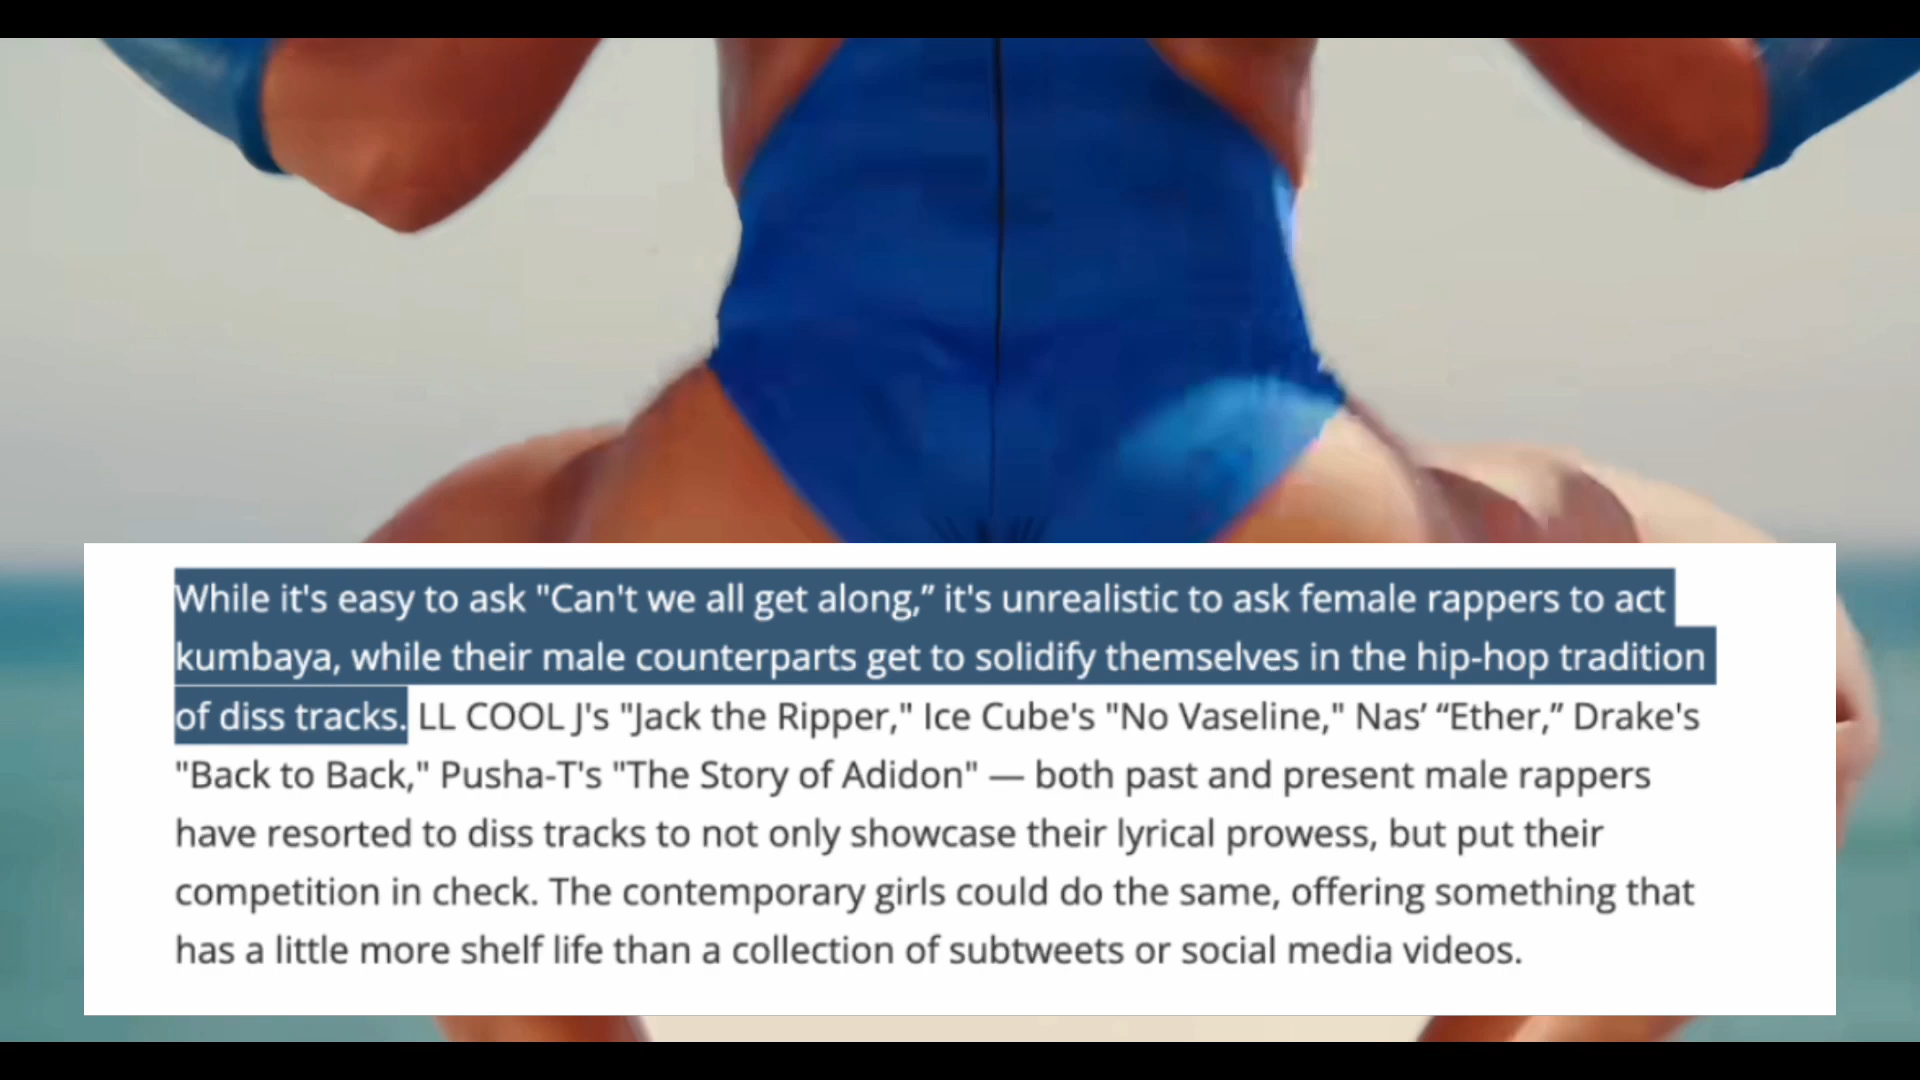 While it's easy to ask "Can't we all get along,” it's unrealistic to ask female rappers to act
kumbaya, while their male counterparts get to solidify themselves in the hip-hop tradition
of diss tracks. LL COOL J's "Jack the Ripper," Ice Cube's "No Vaseline," Nas’ “Ether,” Drake's
"Back to Back," Pusha-T's "The Story of Adidon" — both past and present male rappers
have resorted to diss tracks to not only showcase their lyrical prowess, but put their
competition in check. The contemporary girls could do the same, offering something that
has a little more shelf life than a collection of subtweets or social media videos.